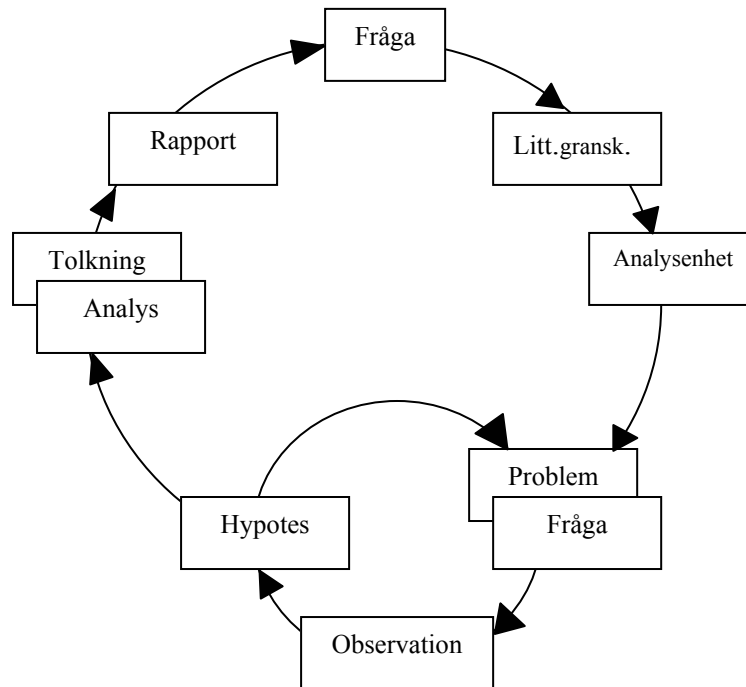 Fråga
Rapport
Litt.gransk.
Tolkning
Analys
Analysenhet
Problem
Fråga
Hypotes
Observation